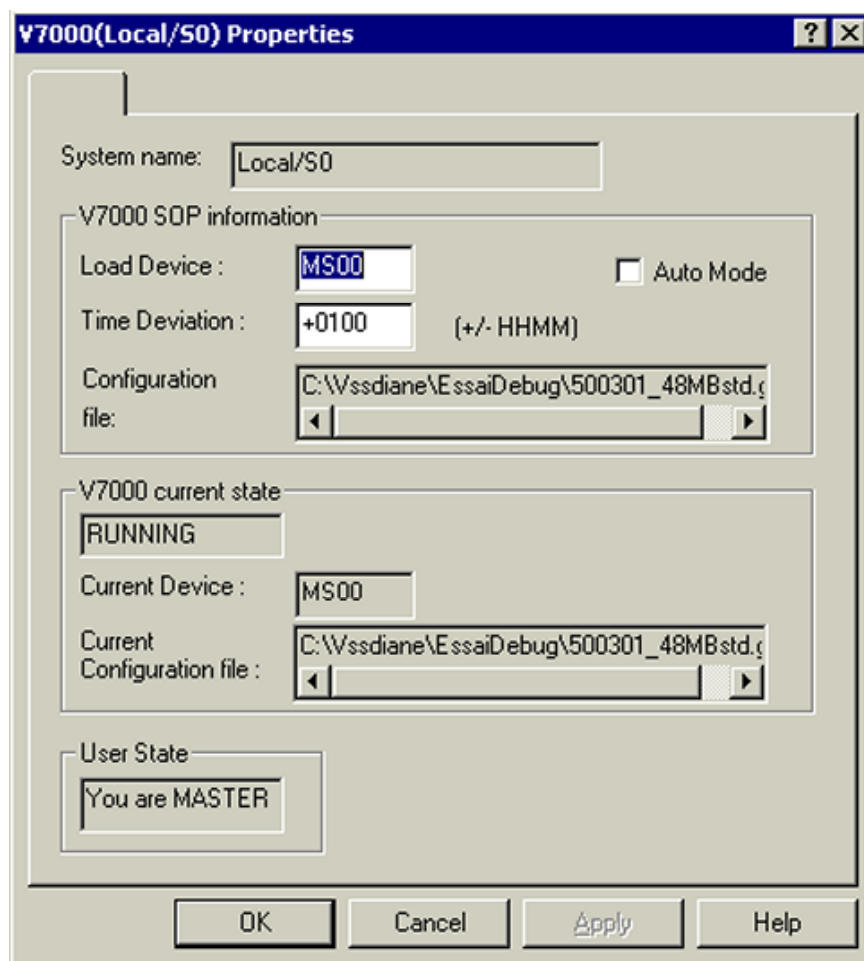 V7000(Local/S0) Properties
System name: Local/S0
V7000 SOP information
Load Device : MS00 Auto Mode
Time Deviation : +0100 (+/- HHMM)
Configuration C:\Vssdiane\EssaiDebug\500301_48MBstd.g
file:
V7000 current state
RUNNING
Current Device : MS00
Current C:\Vssdiane\EssaiDebug\500301_48MBstd.g
Configuration file :
User State
You are MASTER
OK Cancel Apply Help